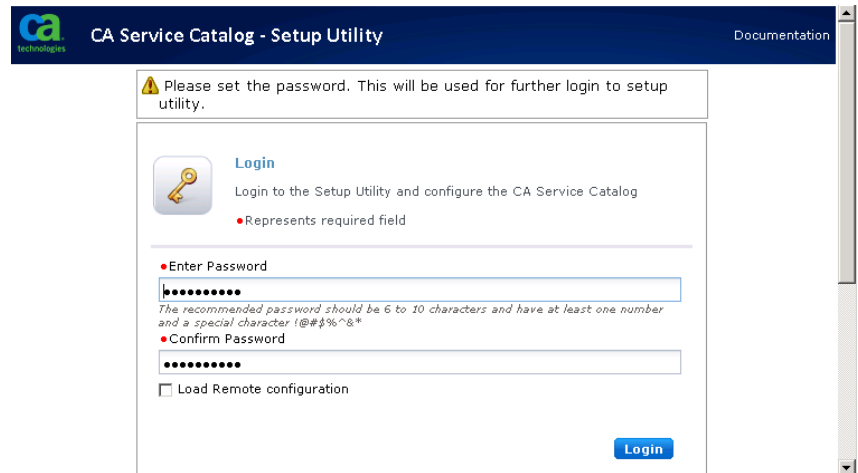 ca
technologies
CA Service Catalog - Setup Utility
Documentation
Please set the password. This will be used for further login to setup
utility.
Login
Login to the Setup Utility and configure the CA Service Catalog
•Represents required field
•Enter Password
••••••••••
The recommended password should be 6 to 10 characters and have at least one number
and a special character !@#$%^&*
•Confirm Password
••••••••••
Load Remote configuration
Login